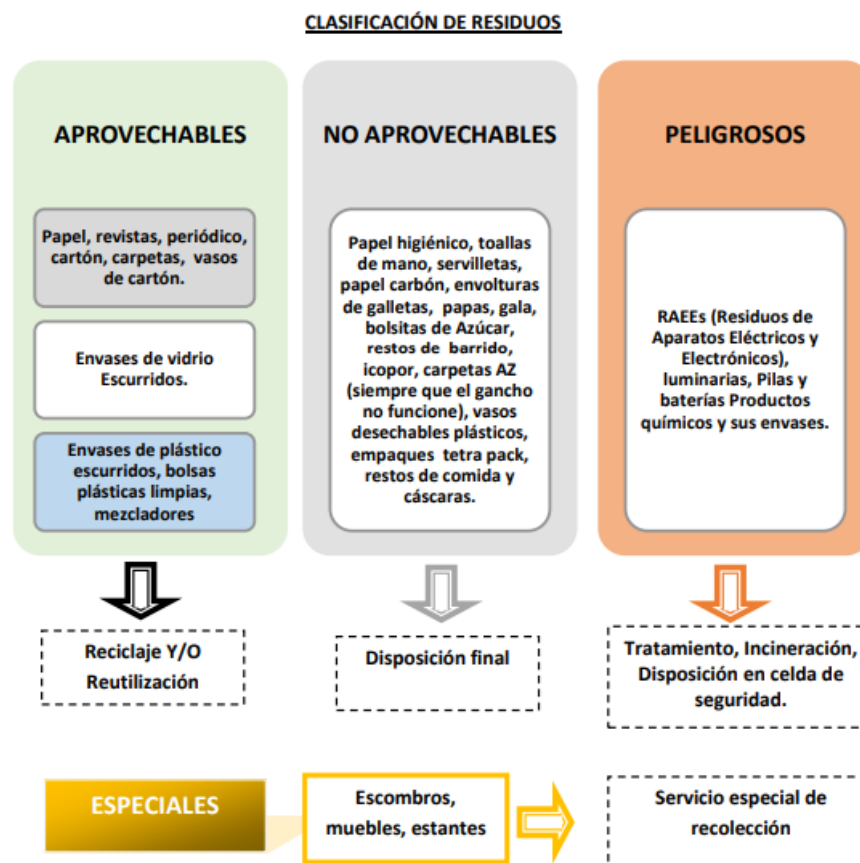 CLASIFICACIÓN DE RESIDUOS
APROVECHABLES
Papel, revistas, periódico,
cartón, carpetas, vasos
de cartón.
Envases de vidrio
Escurridos.
Envases de plástico
escurridos, bolsas
plásticas limpias,
mezcladores
Reciclaje Y/O
Reutilización
NO APROVECHABLES
Papel higiénico, toallas
de mano, servilletas,
papel carbón, envolturas
de galletas, papas, gala,
bolsitas de Azúcar,
restos de barrido,
icopor, carpetas AZ
(siempre que el gancho
no funcione), vasos
desechables plásticos,
empaques tetra pack,
restos de comida y
cáscaras.
Disposición final
PELIGROSOS
RAEEs (Residuos de
Aparatos Eléctricos y
Electrónicos),
luminarias, Pilas y
baterías Productos
químicos y sus envases.
Tratamiento, Incineración,
Disposición en celda de
seguridad.
ESPECIALES
Escombros,
muebles, estantes
Servicio especial de
recolección